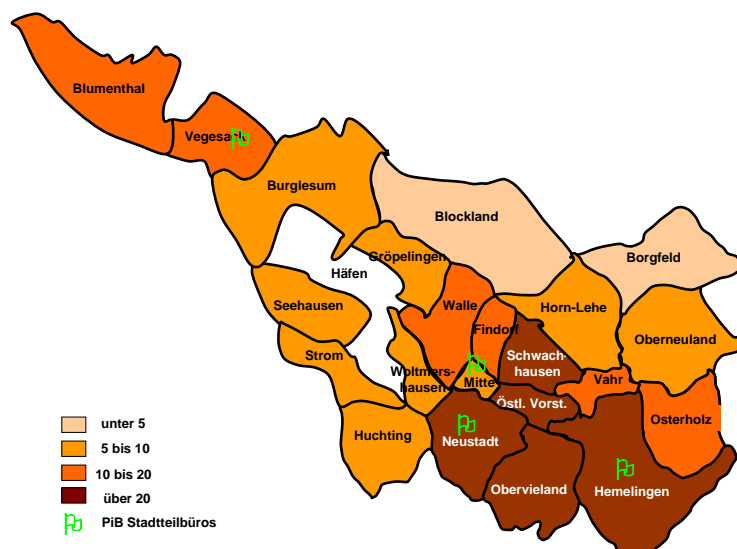 Blumenthal
Vegesack
Burglesum
Blockland
Borgfeld
Gröpelingen
Häfen
Seehausen
Walle
Horn-Lehe
Findorf
Oberneuland
Strom
Schwach-
hausen
Woltmers-
hausen
Mitte
Vahr
Östl. Vorst.
Osterholz
Huchting
Neustadt
Obervieland
Hemelingen
unter 5
5 bis 10
10 bis 20
über 20
PiB Stadtteilbüros